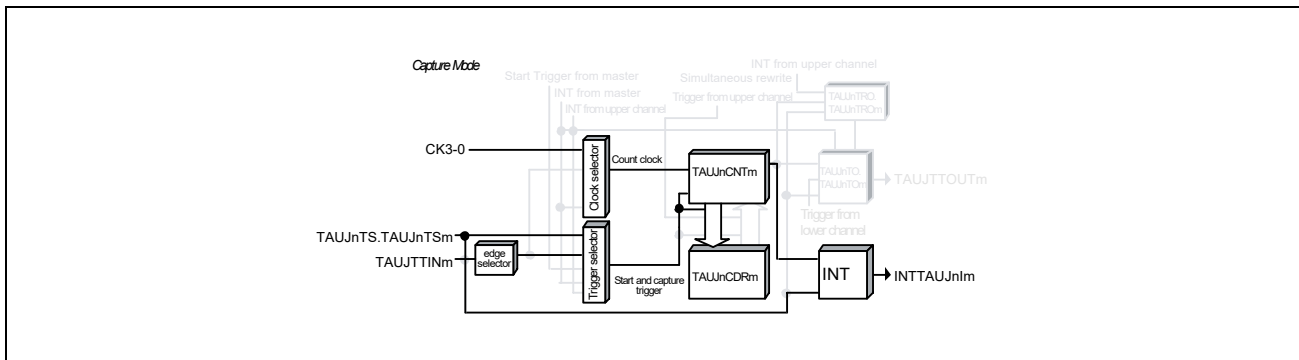 Capture Mode
INT from upper channel
Start Trigger from master
Simultaneous rewrite
INT from master
Trigger from upper channel
INT from upper channel
TAUJnTRO.
TAUJnTROm
CK3-0
Clock selector
Count clock
TAUJnCNTm
TAUJnTO.
TAUJnTOm
TAUJTTOUTm
Trigger from
lower channel
TAUJnTS.TAUJnTSm
TAUJTTINm
edge
selector
Trigger selector
Start and capture
trigger
TAUJnCDRm
INT
INTTAUJnIm